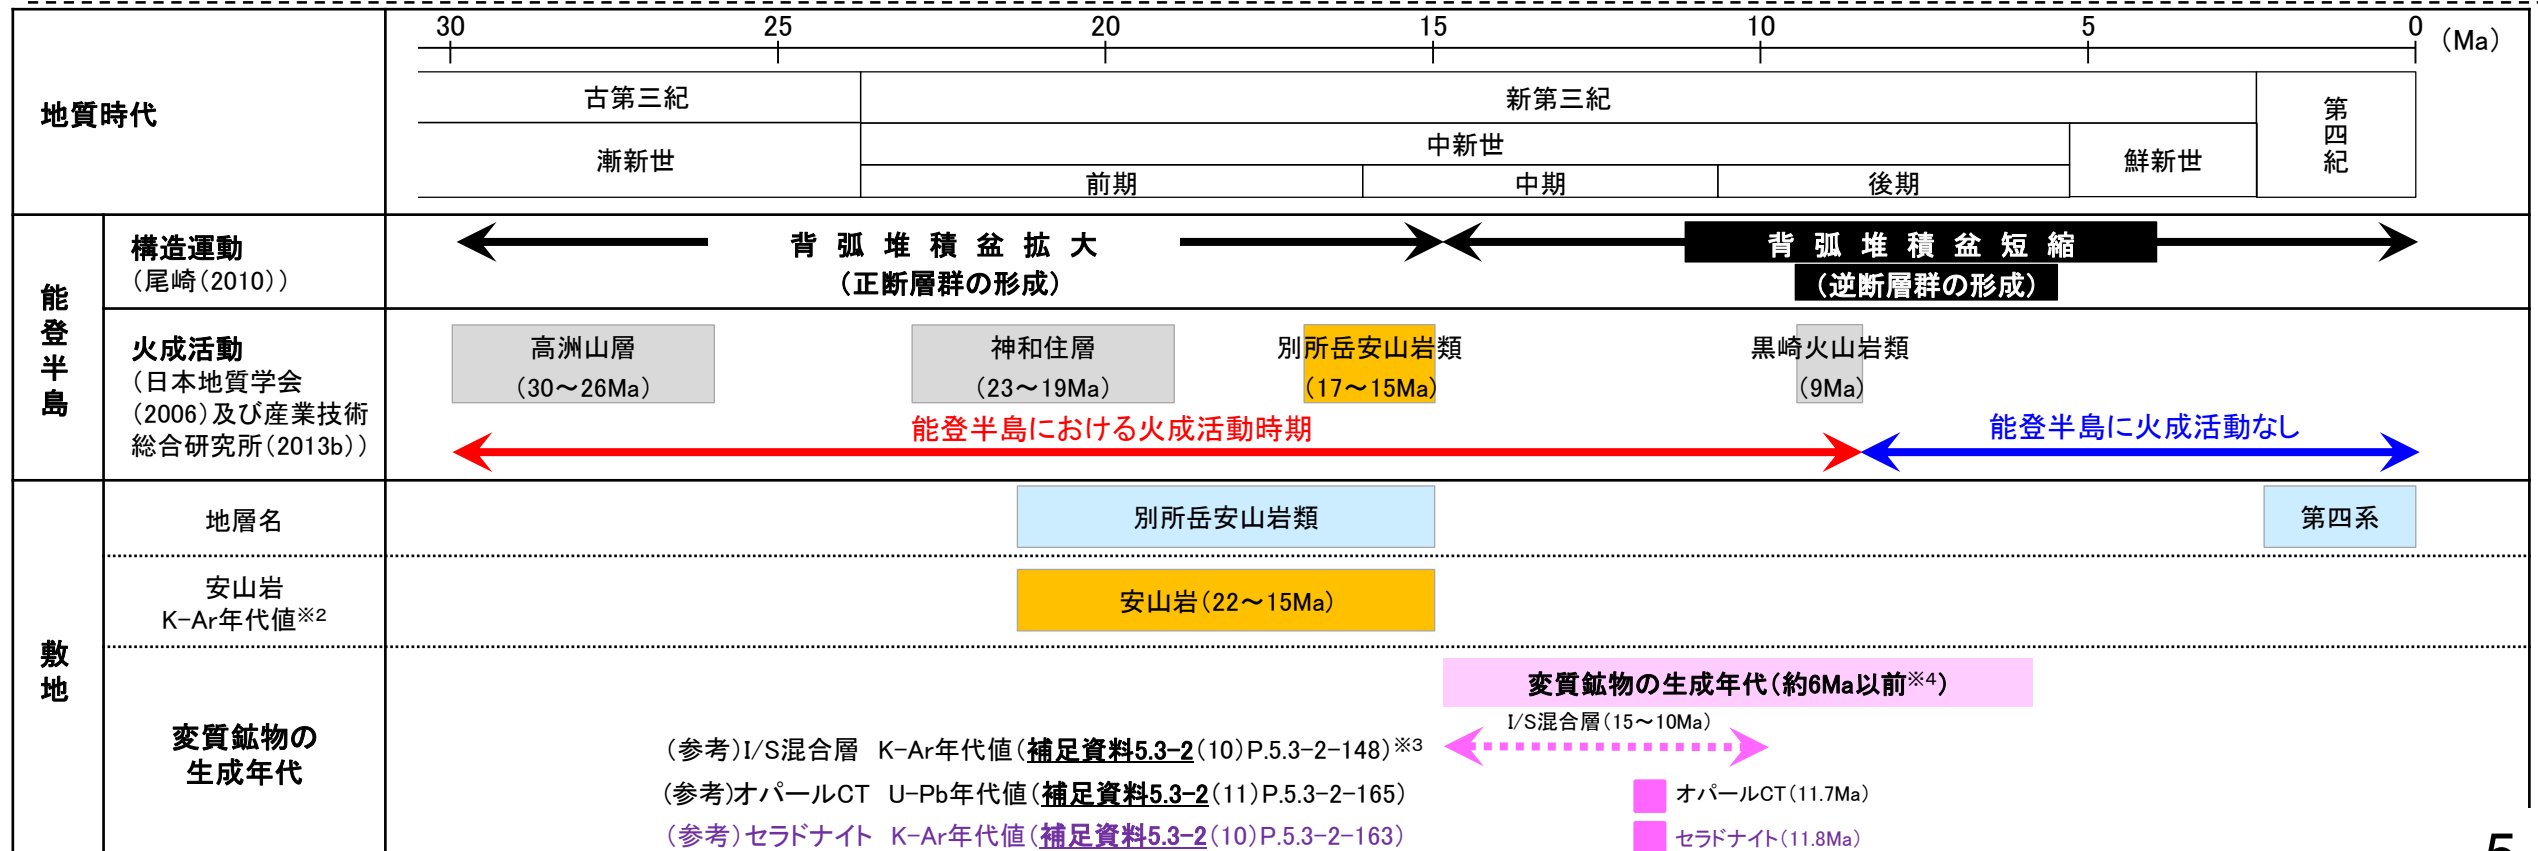 30 25 20 15 10 5 0 (Ma)
地質時代
古第三紀 新第三紀 第四紀
漸新世 中新世 鮮新世
前期 中期 後期
能登半島
構造運動
(尾崎(2010))
背弧堆積盆拡大
(正断層群の形成)
背弧堆積盆短縮
(逆断層群の形成)
火成活動
(日本地質学会
(2006)及び産業技術
総合研究所(2013b))
高洲山層
(30～26Ma)
神和住層
(23～19Ma)
別所岳安山岩類
(17～15Ma)
黒崎火山岩類
(9Ma)
能登半島における火成活動時期
能登半島に火成活動なし
敷地
地層名
別所岳安山岩類
第四系
安山岩
K-Ar年代値※2
安山岩(22～15Ma)
変質鉱物の
生成年代
変質鉱物の生成年代(約6Ma以前※4)
I/S混合層(15～10Ma)
(参考)I/S混合層 K-Ar年代値(補足資料5.3-2(10)P.5.3-2-148)※3
(参考)オパールCT U-Pb年代値(補足資料5.3-2(11)P.5.3-2-165)
オパールCT(11.7Ma)
(参考)セラドナイト K-Ar年代値(補足資料5.3-2(10)P.5.3-2-163)
セラドナイト(11.8Ma)